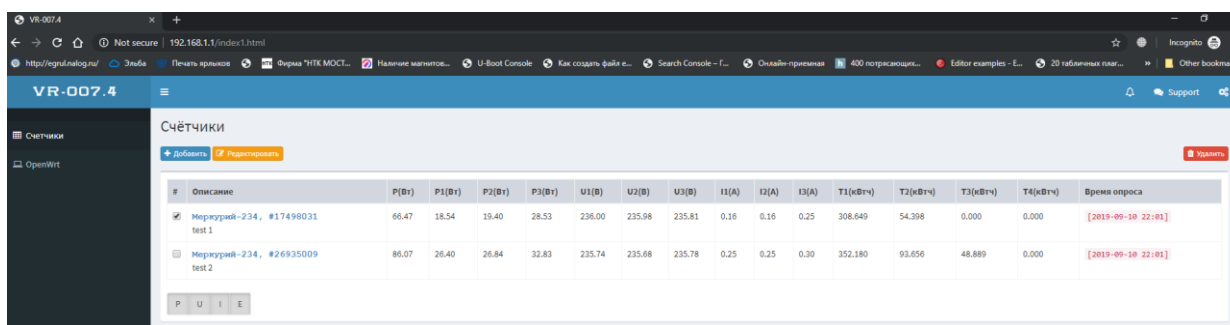 VR-007.4
Not secure 192.168.1.1/index1.html Incognito
http://egrul.nalog.ru/ Эльба Печать ярлыков Фирма "НТК МОСТ... Наличие магнитов... U-Boot Console Как создать файл е... Search Console – Г... Онлайн-приемная 400 потрясающих... Editor examples - E... 20 табличных плаг... » Other bookma
VR-007.4 Support
Счётчики
Счетчики
+ Добавить Редактировать Удалить
OpenWrt
# Описание P(Вт) P1(Вт) P2(Вт) P3(Вт) U1(В) U2(В) U3(В) I1(А) I2(А) I3(А) T1(кВтч) T2(кВтч) T3(кВтч) T4(кВтч) Время опроса
Меркурий-234, #17498031 66.47 18.54 19.40 28.53 236.00 235.98 235.81 0.16 0.16 0.25 308.649 54.398 0.000 0.000 [2019-09-10 22:01]
test 1
Меркурий-234, #26935009 86.07 26.40 26.84 32.83 235.74 235.68 235.78 0.25 0.25 0.30 352.180 93.656 48.889 0.000 [2019-09-10 22:01]
test 2
P U I E